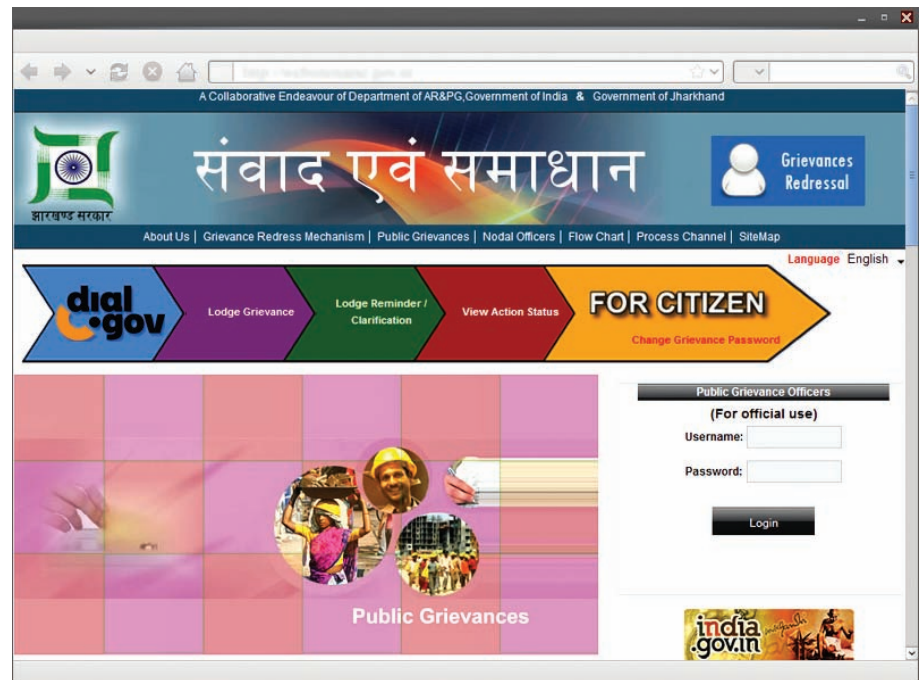 A Collaborative Endeavour of Department of AR&PG,Government of India & Government of Jharkhand
संवाद एवं समाधान
Grievances
Redressal
झारखण्ड सरकार
About Us | Grievance Redress Mechanism | Public Grievances | Nodal Officers | Flow Chart | Process Channel | SiteMap
Language English
dial
.gov
Lodge Grievance
Lodge Reminder /
Clarification
View Action Status
FOR CITIZEN
Change Grievance Password
Public Grievance Officers
(For official use)
Username:
Password:
Login
Public Grievances
india
.gov.in